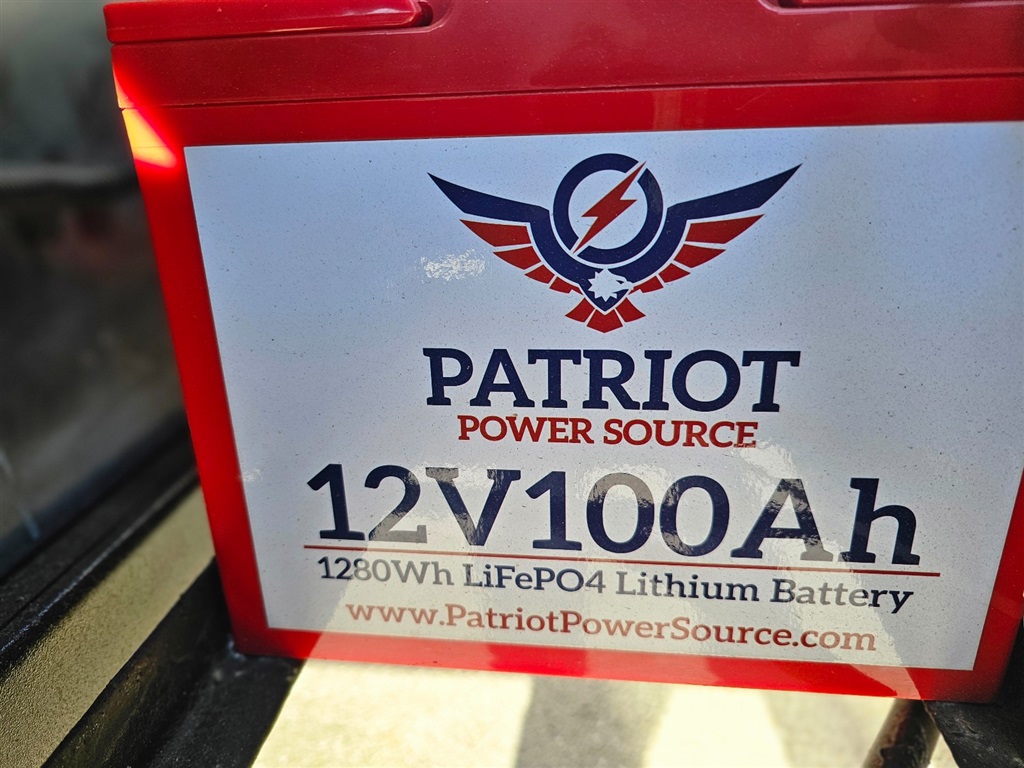 PATRIOT
POWER SOURCE
12V100Ah
1280Wh LiFePO4 Lithium Battery
www.PatriotPowerSource.com